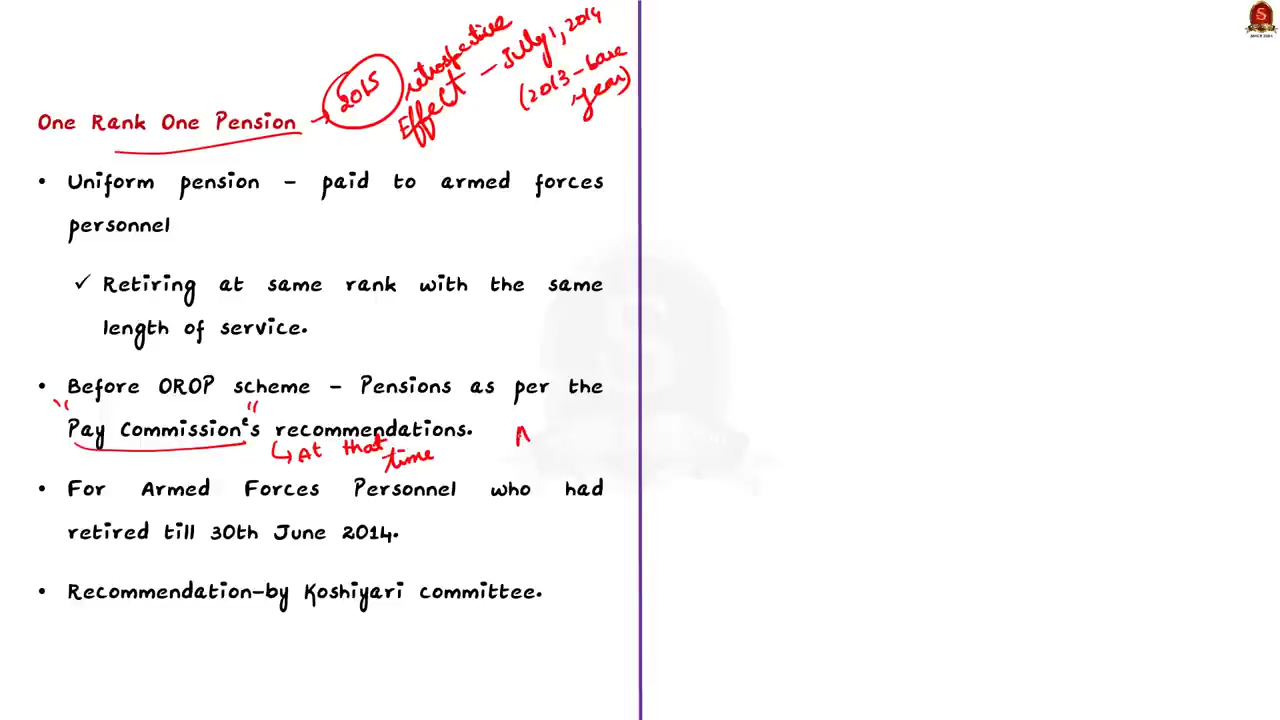 One Rank One Pension → 2015 retrospective Effect – July 1, 2014
(2013 – base year)
• Uniform pension – paid to armed forces
personnel
✓ Retiring at same rank with the same
length of service.
• Before OROP scheme – Pensions as per the
"Pay Commission's" recommendations.
↳ At that time
• For Armed Forces Personnel who had
retired till 30th June 2014.
• Recommendation-by Koshiyari committee.
S
SINCE 2004